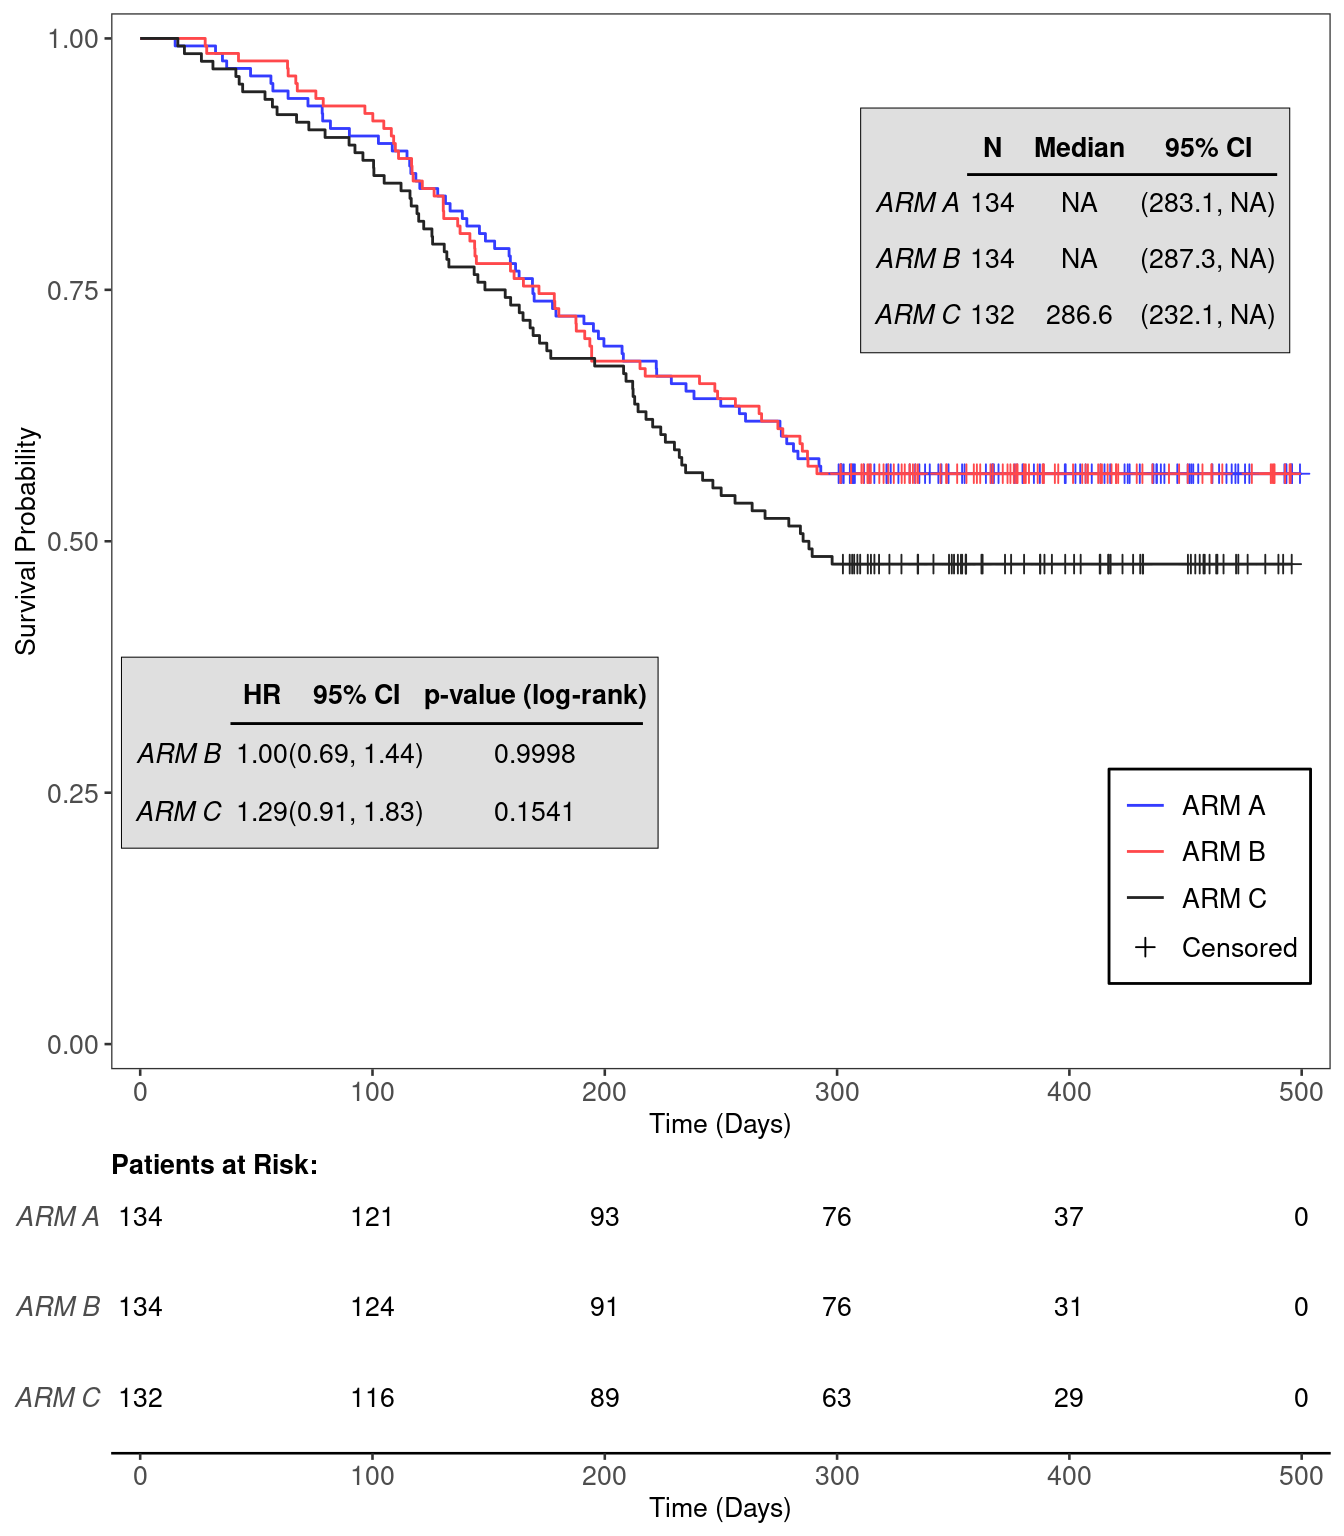 1.00
0.75
0.50
0.25
0.00
Survival Probability
N Median 95% CI
ARM A 134 NA (283.1, NA)
ARM B 134 NA (287.3, NA)
ARM C 132 286.6 (232.1, NA)
HR 95% CI p-value (log-rank)
ARM B 1.00(0.69, 1.44) 0.9998
ARM C 1.29(0.91, 1.83) 0.1541
ARM A
ARM B
ARM C
Censored
0 100 200 300 400 500
Time (Days)
Patients at Risk:
ARM A 134 121 93 76 37 0
ARM B 134 124 91 76 31 0
ARM C 132 116 89 63 29 0
0 100 200 300 400 500
Time (Days)